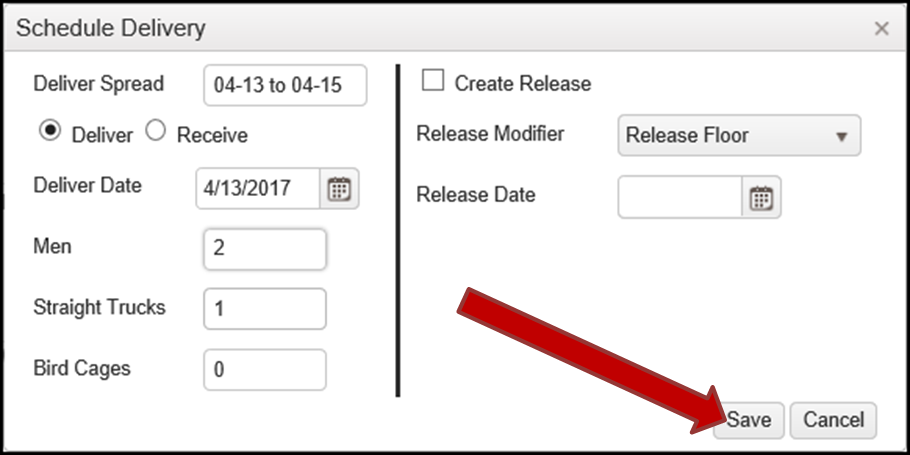 Schedule Delivery
Deliver Spread 04-13 to 04-15
Deliver Receive
Deliver Date 4/13/2017
Men 2
Straight Trucks 1
Bird Cages 0
Create Release
Release Modifier Release Floor
Release Date
Save Cancel